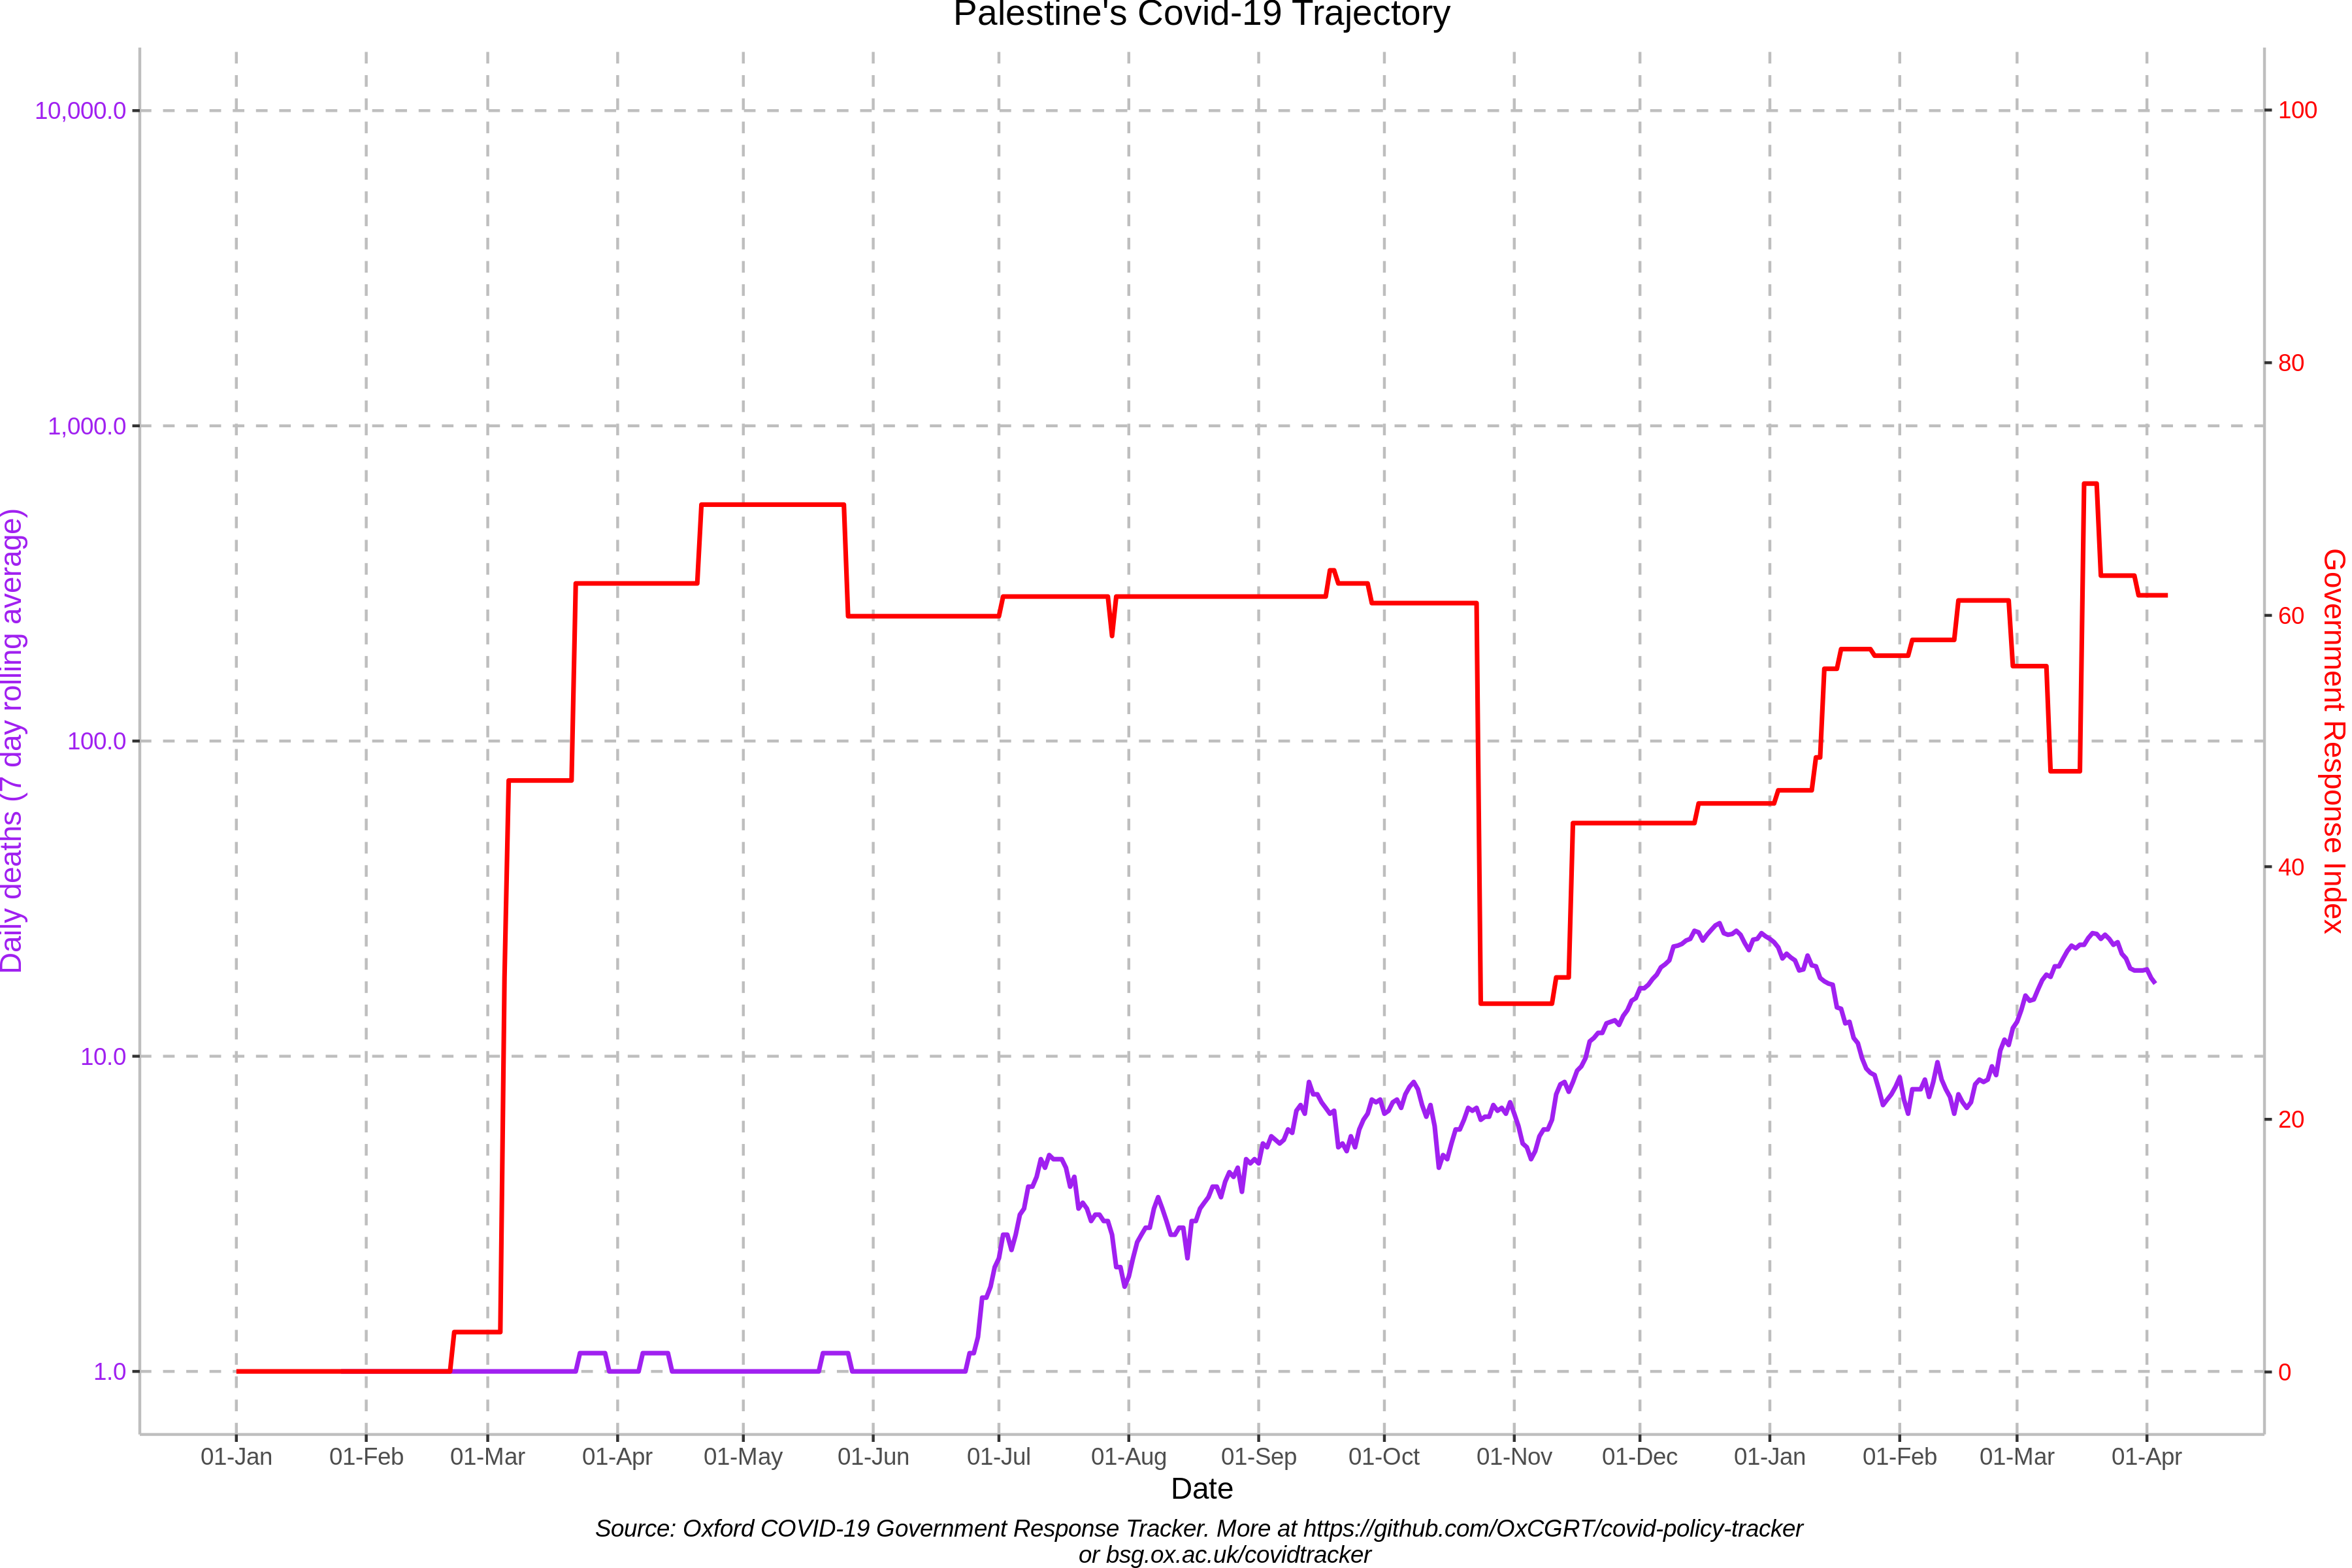 Palestine's Covid-19 Trajectory
10,000.0
1,000.0
100.0
10.0
1.0
Daily deaths (7 day rolling average)
100
80
60
40
20
0
Government Response Index
01-Jan 01-Feb 01-Mar 01-Apr 01-May 01-Jun 01-Jul 01-Aug 01-Sep 01-Oct 01-Nov 01-Dec 01-Jan 01-Feb 01-Mar 01-Apr
Date
Source: Oxford COVID-19 Government Response Tracker. More at https://github.com/OxCGRT/covid-policy-tracker
or bsg.ox.ac.uk/covidtracker